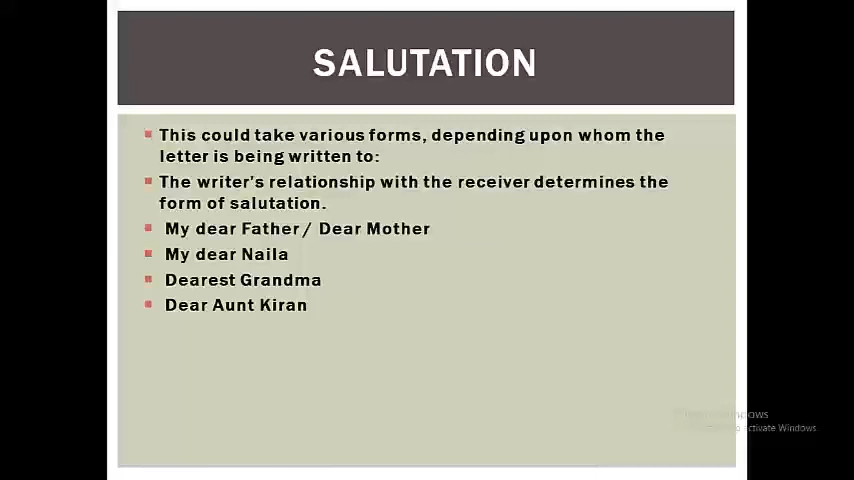 SALUTATION
This could take various forms, depending upon whom the
letter is being written to:
The writer's relationship with the receiver determines the
form of salutation.
My dear Father/ Dear Mother
My dear Naila
Dearest Grandma
Dear Aunt Kiran
Windows
Activate Windows